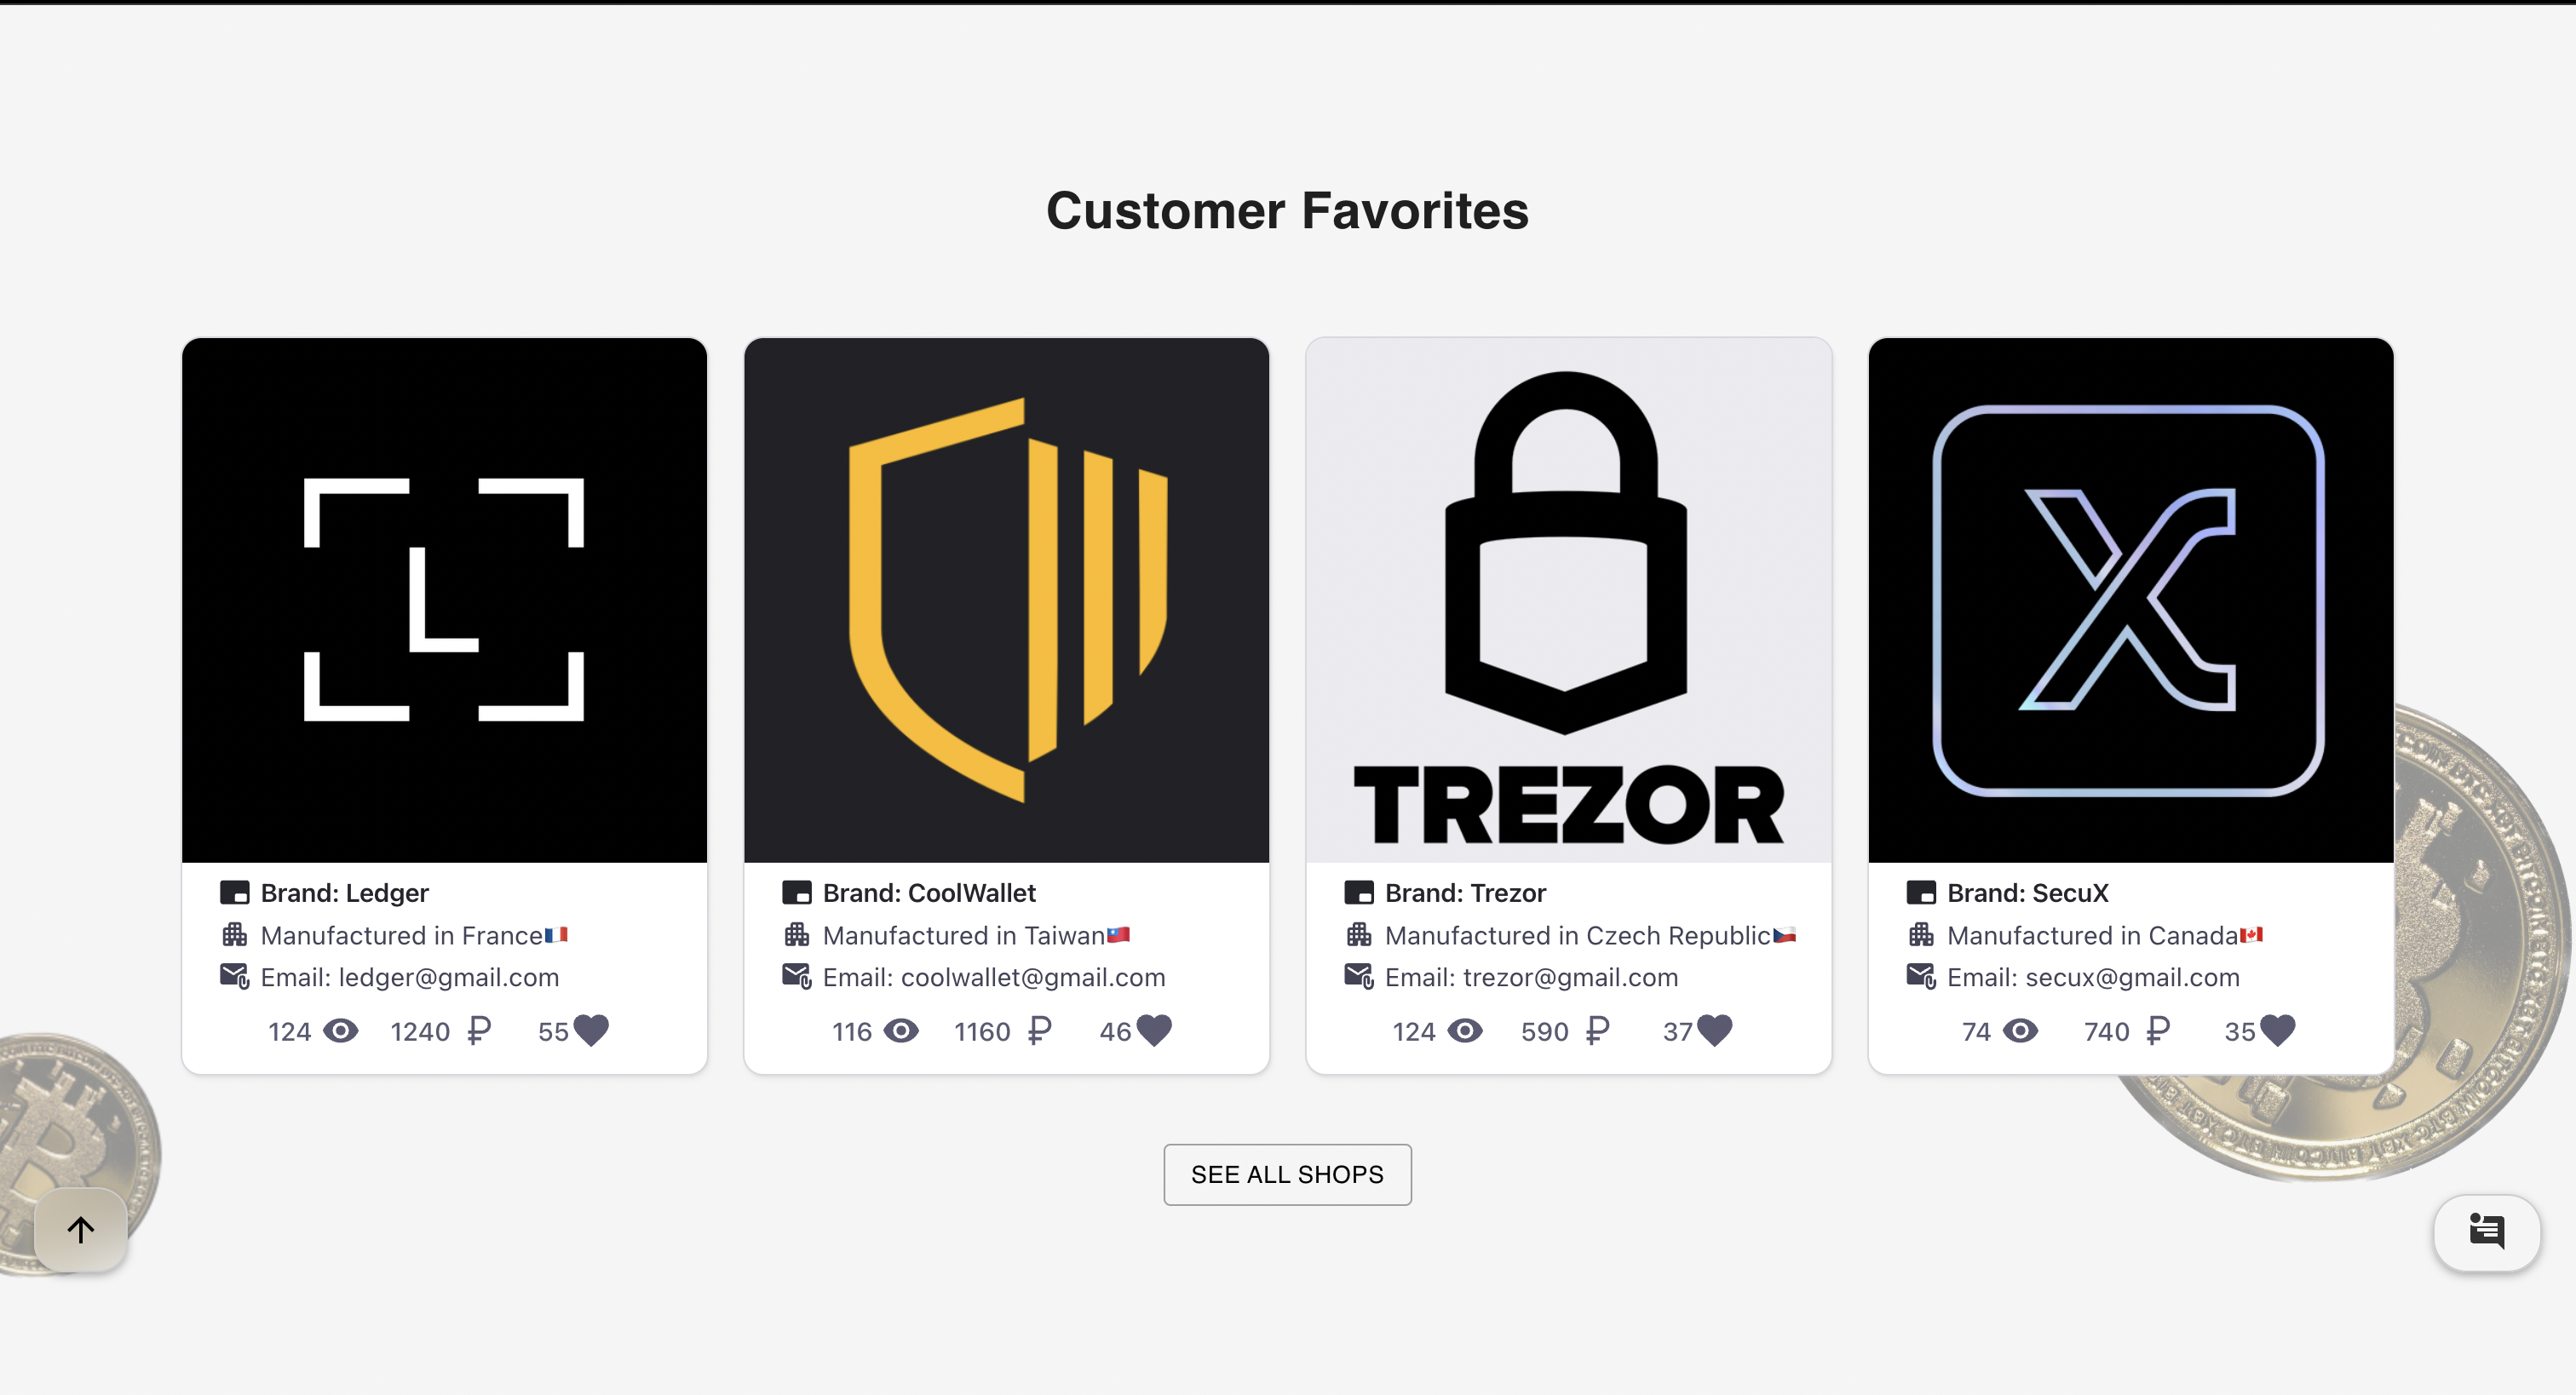 Customer Favorites
L
TREZOR
Brand: Ledger
Manufactured in France🇫🇷
Email: ledger@gmail.com
124 1240 ₽ 55
Brand: CoolWallet
Manufactured in Taiwan🇹🇼
Email: coolwallet@gmail.com
116 1160 ₽ 46
Brand: Trezor
Manufactured in Czech Republic🇨🇿
Email: trezor@gmail.com
124 590 ₽ 37
Brand: SecuX
Manufactured in Canada🇨🇦
Email: secux@gmail.com
74 740 ₽ 35
SEE ALL SHOPS